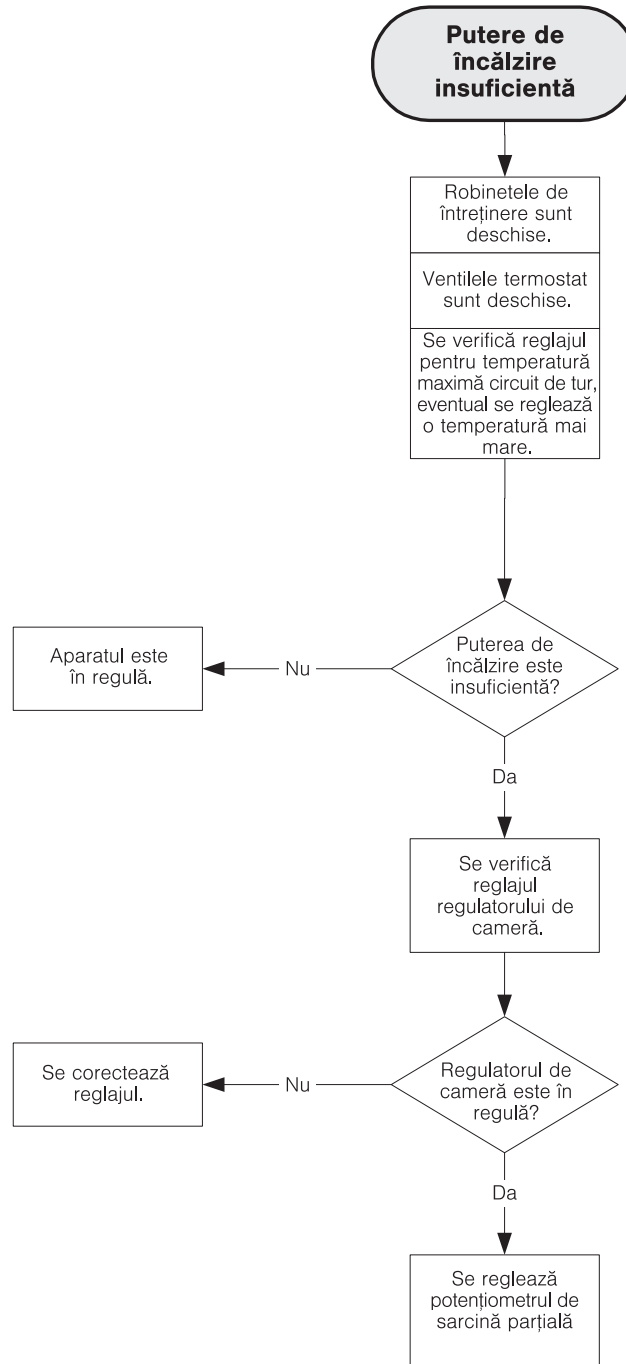 Putere de
încălzire
insuficientă
Robinetele de
întreținere sunt
deschise.
Ventilele termostat
sunt deschise.
Se verifică reglajul
pentru temperatură
maximă circuit de tur,
eventual se reglează
o temperatură mai
mare.
Puterea de
încălzire este
insuficientă?
Nu
Aparatul este
în regulă.
Da
Se verifică
reglajul
regulatorului de
cameră.
Regulatorul de
cameră este în
regulă?
Nu
Se corectează
reglajul.
Da
Se reglează
potențiometrul de
sarcină parțială